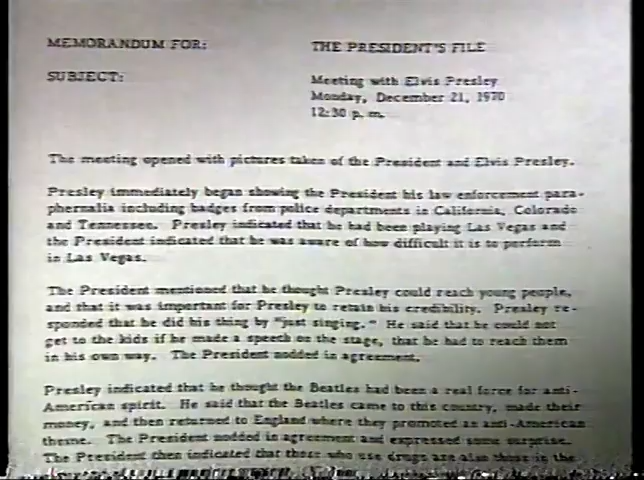 MEMORANDUM FOR: THE PRESIDENT'S FILE
SUBJECT: Meeting with Elvis Presley
Monday, December 21, 1970
12:30 p. m.
The meeting opened with pictures taken of the President and Elvis Presley.
Presley immediately began showing the President his law enforcement para-
phernalia including badges from police departments in California, Colorado
and Tennessee. Presley indicated that he had been playing Las Vegas and
the President indicated that he was aware of how difficult it is to perform
in Las Vegas.
The President mentioned that he thought Presley could reach young people,
and that it was important for Presley to retain his credibility. Presley re-
sponded that he did his thing by "just singing." He said that he could not
get to the kids if he made a speech on the stage, that he had to reach them
in his own way. The President nodded in agreement.
Presley indicated that he thought the Beatles had been a real force for anti-
American spirit. He said that the Beatles came to this country, made their
money, and then returned to England where they promoted an anti-American
theme. The President nodded in agreement and expressed some surprise.
The President then indicated that those who use drugs are also those in the